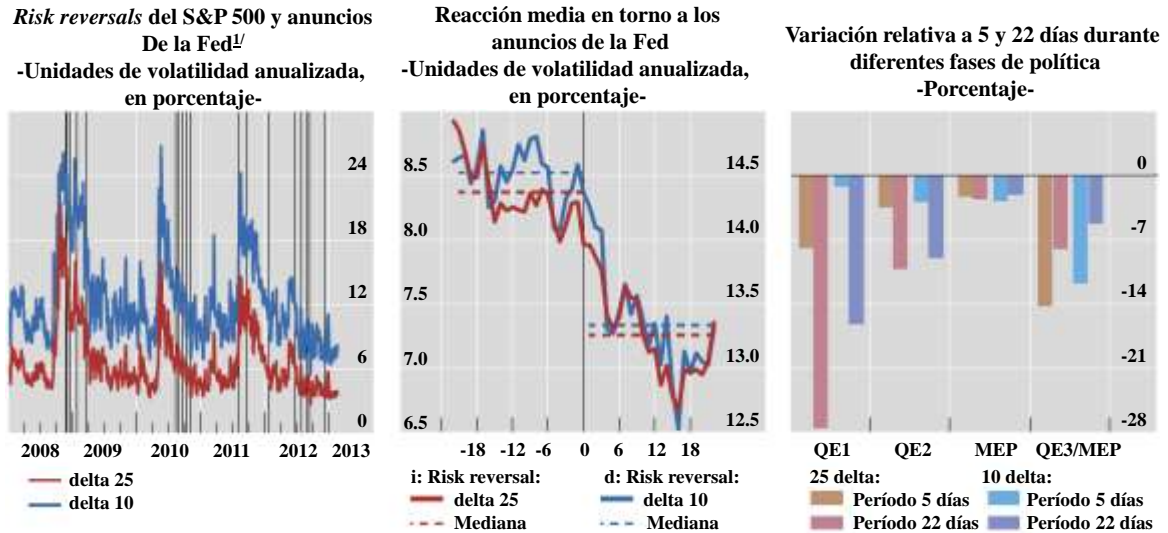 Risk reversals del S&P 500 y anuncios
De la Fed1/
-Unidades de volatilidad anualizada,
en porcentaje-
24
18
12
6
0
2008 2009 2010 2011 2012 2013
delta 25
delta 10
Reacción media en torno a los
anuncios de la Fed
-Unidades de volatilidad anualizada,
en porcentaje-
8.5 14.5
8.0 14.0
7.5 13.5
7.0 13.0
6.5 12.5
-18 -12 -6 0 6 12 18
i: Risk reversal: d: Risk reversal:
delta 25 delta 10
Mediana Mediana
Variación relativa a 5 y 22 días durante
diferentes fases de política
-Porcentaje-
0
-7
-14
-21
-28
QE1 QE2 MEP QE3/MEP
25 delta: 10 delta:
Período 5 días Período 5 días
Período 22 días Período 22 días